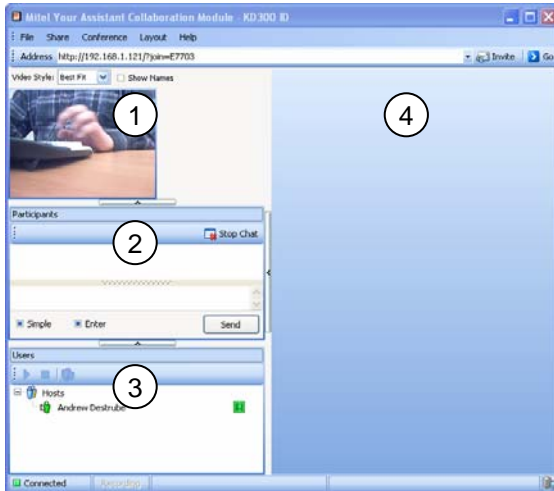 Mitel Your Assistant Collaboration Module - KD300 ID
File Share Conference Layout Help
Address http://192.168.1.121/?join=E7703 Invite Go
Video Style: Best Fit Show Names
1
4
Participants
2
Stop Chat
Simple Enter Send
Users
3
Hosts
Andrew Destrube
Connected Recording